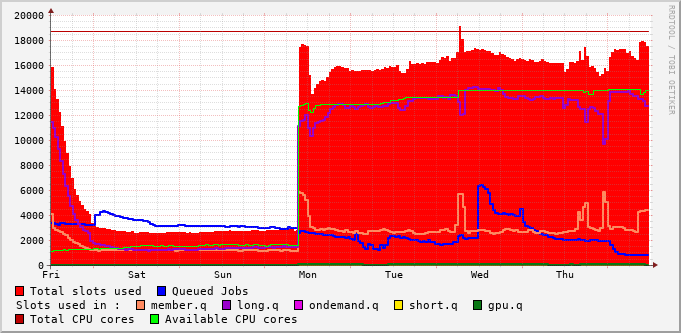 20000
18000
16000
14000
12000
10000
8000
6000
4000
2000
0
Fri Sat Sun Mon Tue Wed Thu
RRDTOOL / TOBI OETIKER
Total slots used Queued Jobs
Slots used in : member.q long.q ondemand.q short.q gpu.q
Total CPU cores Available CPU cores